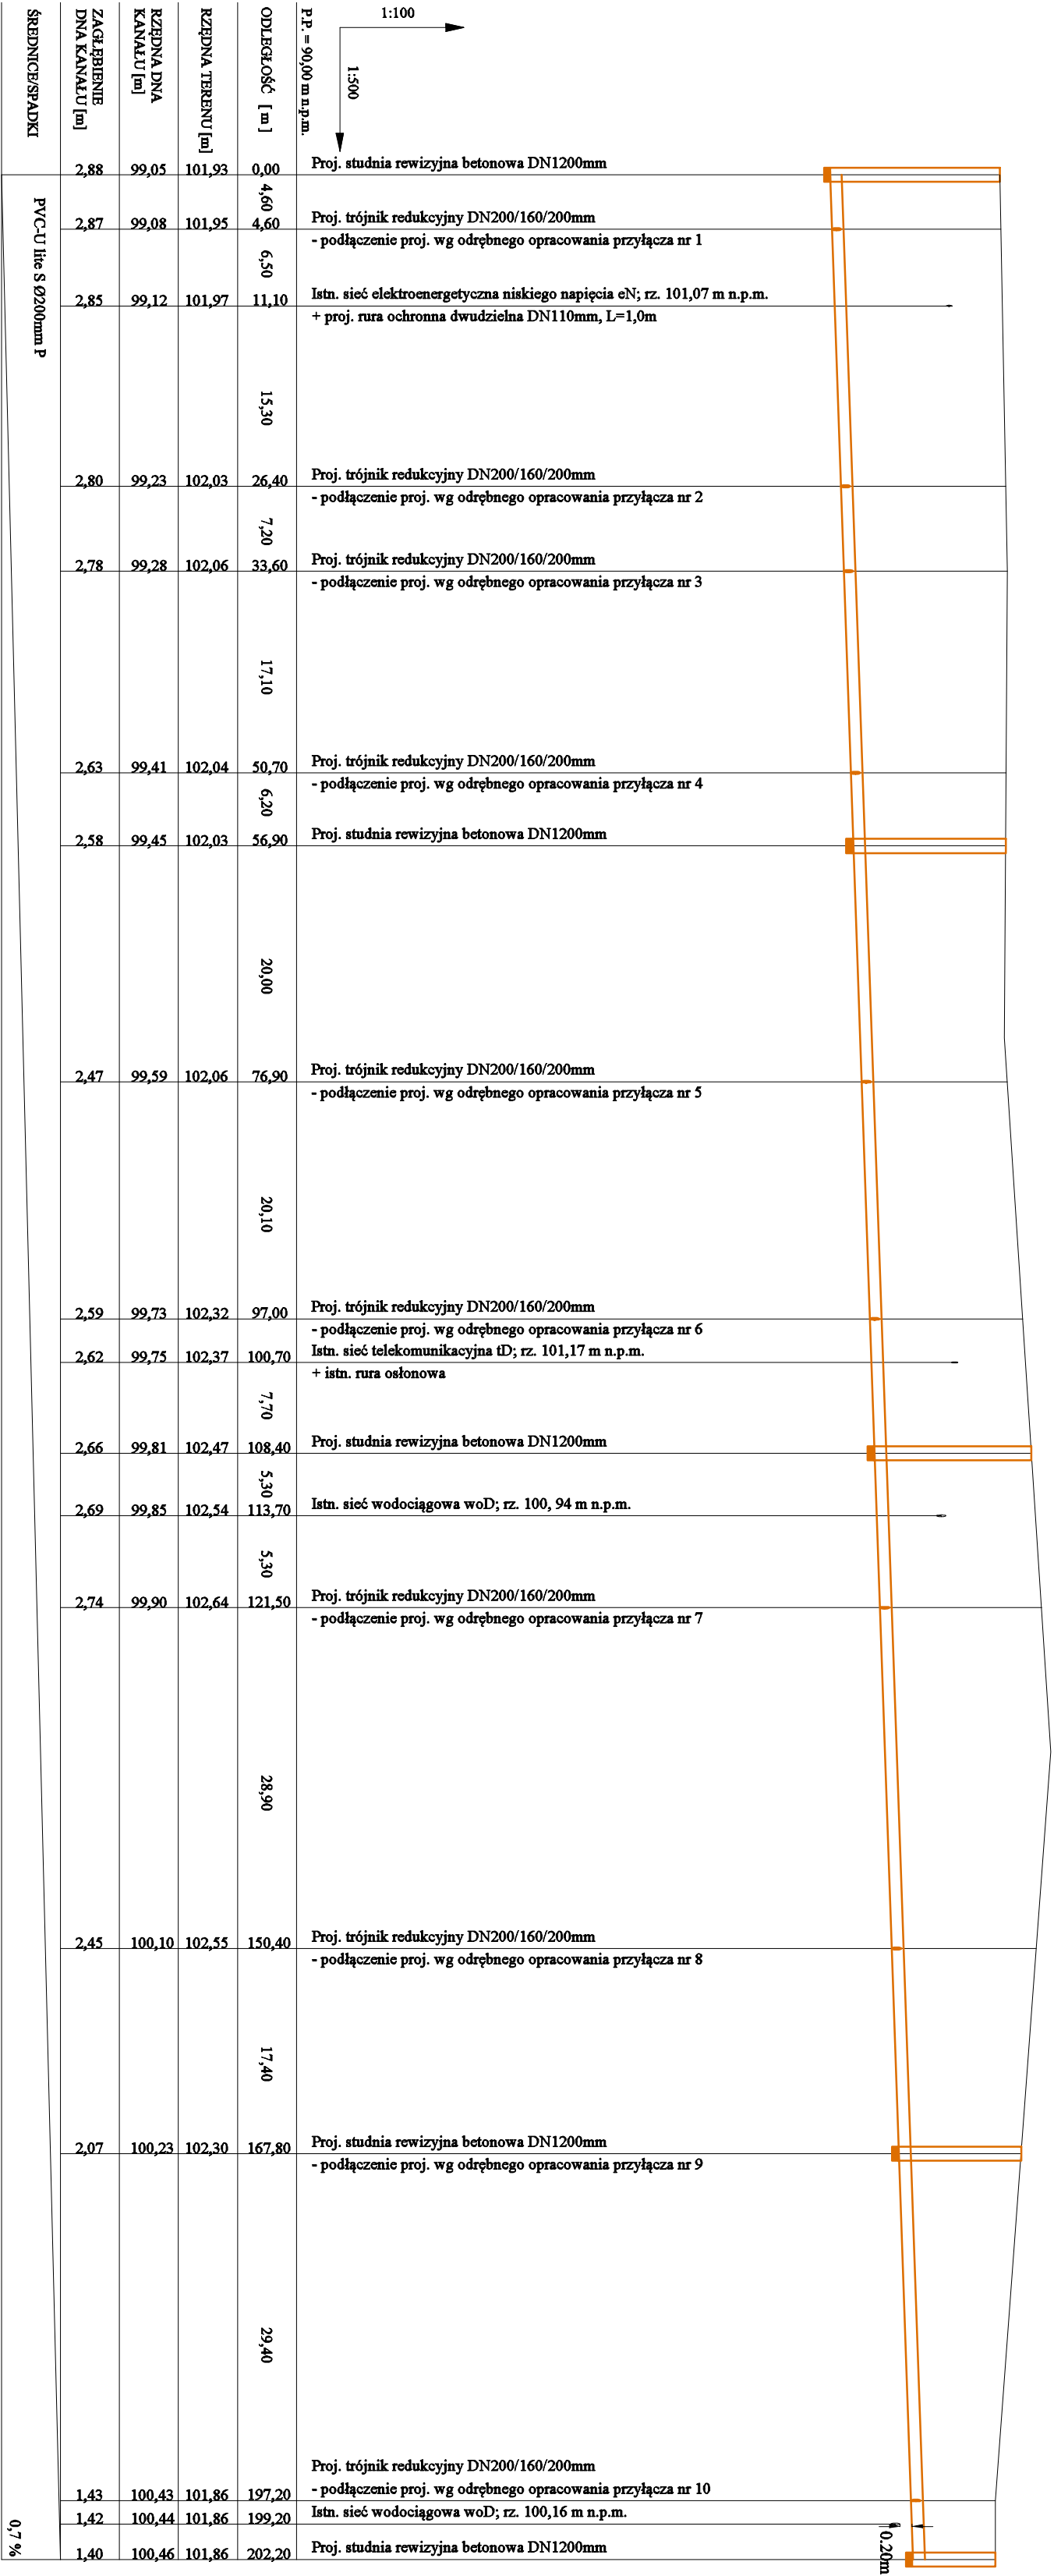 1:100
1:500
P.P. = 90,00 m n.p.m.
ODLEGŁOŚĆ [ m ]
RZĘDNA TERENU [m]
RZĘDNA DNA
KANAŁU [m]
ZAGŁĘBIENIE
DNA KANAŁU [m]
ŚREDNICE/SPADKI
2,88 99,05 101,93 0,00 Proj. studnia rewizyjna betonowa DN1200mm
4,60
2,87 99,08 101,95 4,60 Proj. trójnik redukcyjny DN200/160/200mm
- podłączenie proj. wg odrębnego opracowania przyłącza nr 1
PVC-U lite S Ø200mm P
6,50
2,85 99,12 101,97 11,10 Istn. sieć elektroenergetyczna niskiego napięcia eN; rz. 101,07 m n.p.m.
+ proj. rura ochronna dwudzielna DN110mm, L=1,0m
15,30
2,80 99,23 102,03 26,40 Proj. trójnik redukcyjny DN200/160/200mm
- podłączenie proj. wg odrębnego opracowania przyłącza nr 2
7,20
2,78 99,28 102,06 33,60 Proj. trójnik redukcyjny DN200/160/200mm
- podłączenie proj. wg odrębnego opracowania przyłącza nr 3
17,10
2,63 99,41 102,04 50,70 Proj. trójnik redukcyjny DN200/160/200mm
- podłączenie proj. wg odrębnego opracowania przyłącza nr 4
6,20
2,58 99,45 102,03 56,90 Proj. studnia rewizyjna betonowa DN1200mm
20,00
2,47 99,59 102,06 76,90 Proj. trójnik redukcyjny DN200/160/200mm
- podłączenie proj. wg odrębnego opracowania przyłącza nr 5
20,10
2,59 99,73 102,32 97,00 Proj. trójnik redukcyjny DN200/160/200mm
- podłączenie proj. wg odrębnego opracowania przyłącza nr 6
2,62 99,75 102,37 100,70 Istn. sieć telekomunikacyjna tD; rz. 101,17 m n.p.m.
+ istn. rura osłonowa
7,70
2,66 99,81 102,47 108,40 Proj. studnia rewizyjna betonowa DN1200mm
5,30
2,69 99,85 102,54 113,70 Istn. sieć wodociągowa woD; rz. 100, 94 m n.p.m.
5,30
2,74 99,90 102,64 121,50 Proj. trójnik redukcyjny DN200/160/200mm
- podłączenie proj. wg odrębnego opracowania przyłącza nr 7
28,90
2,45 100,10 102,55 150,40 Proj. trójnik redukcyjny DN200/160/200mm
- podłączenie proj. wg odrębnego opracowania przyłącza nr 8
17,40
2,07 100,23 102,30 167,80 Proj. studnia rewizyjna betonowa DN1200mm
- podłączenie proj. wg odrębnego opracowania przyłącza nr 9
29,40
Proj. trójnik redukcyjny DN200/160/200mm
1,43 100,43 101,86 197,20 - podłączenie proj. wg odrębnego opracowania przyłącza nr 10
1,42 100,44 101,86 199,20 Istn. sieć wodociągowa woD; rz. 100,16 m n.p.m.
0.20m
1,40 100,46 101,86 202,20 Proj. studnia rewizyjna betonowa DN1200mm
0,7 %